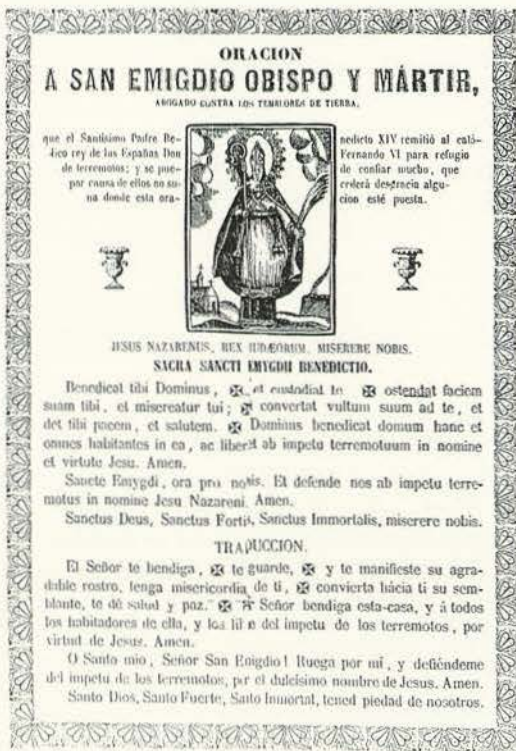 ORACION
A SAN EMIGDIO OBISPO Y MÁRTIR,
ABOGADO CONTRA LOS TEMBLORES DE TIERRA,
que el Santísimo Padre Be-
lico rey de las Españas Don
de terremotos; y se pue-
por causa de ellos no su-
na donde esta ora-
nedicto XIV remitió al cató-
Fernando VI para refugio
de confiar mucho, que
cederá desgracia algu-
cion esté puesta.
JESUS NAZARENUS, REX IUDÆORUM, MISERERE NOBIS.
SACRA SANCTI EMYGDII BENEDICTIO.
Benedicat tibi Dominus, ✠ et custodiat te ✠ ostendat faciem
suam tibi, et misereatur tui; ✠ convertat vultum suum ad te, et
det tibi pacem, et salutem. ✠ Dominus benedicat domum hanc et
omnes habitantes in ea, ac liberet ab impetu terremotuum in nomine
et virtute Jesu. Amen.
Sancte Emygdi, ora pro nobis. Et defende nos ab impetu terre-
motus in nomine Jesu Nazareni. Amen.
Sanctus Deus, Sanctus Fortis, Sanctus Immortalis, miserere nobis.
TRADUCCION.
El Señor te bendiga, ✠ te guarde, ✠ y te manifieste su agra-
dable rostro, tenga misericordia de ti, ✠ convierta hácia ti su sem-
blante, te dé salud y paz. ✠ Señor bendiga esta-casa, y á todos
los habitadores de ella, y los del impetu de los terremotos, por
virtud de Jesus. Amen.
O Santo mio, Señor San Emigdio! Ruega por mí, y defiéndeme
del impetu de los terremotos, por el dulcísimo nombre de Jesus. Amen.
Santo Dios, Santo Fuerte, Santo Inmortal, tened piedad de nosotros.